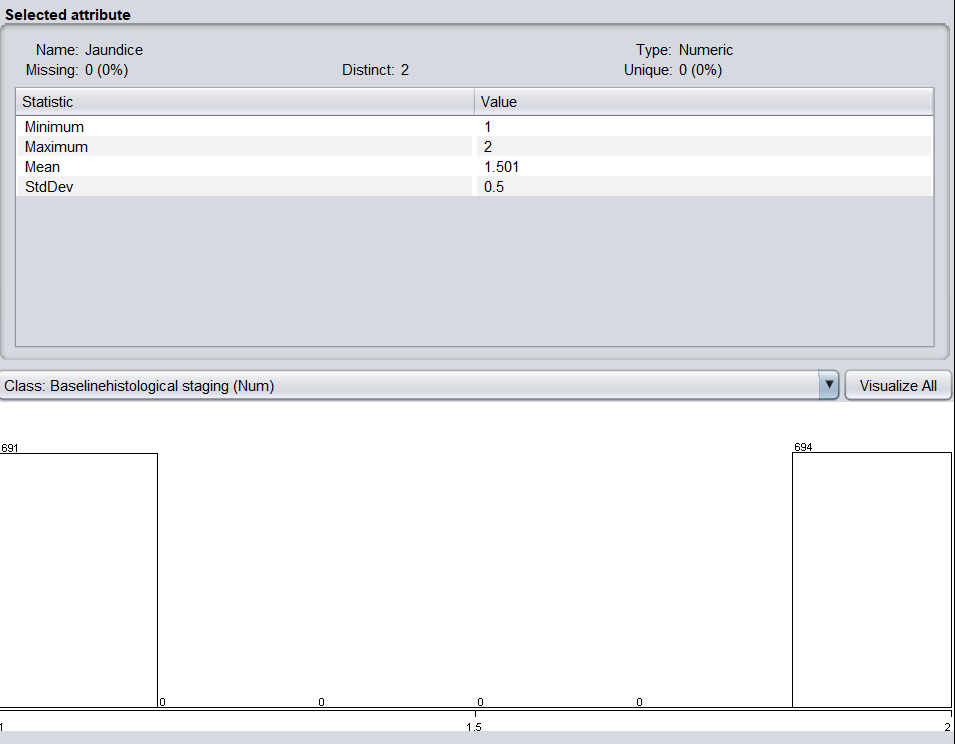 Selected attribute
Name: Jaundice Type: Numeric
Missing: 0 (0%) Distinct: 2 Unique: 0 (0%)
Statistic Value
Minimum 1
Maximum 2
Mean 1.501
StdDev 0.5
Class: Baselinehistological staging (Num) Visualize All
691 694
0 0 0 0
1 1.5 2